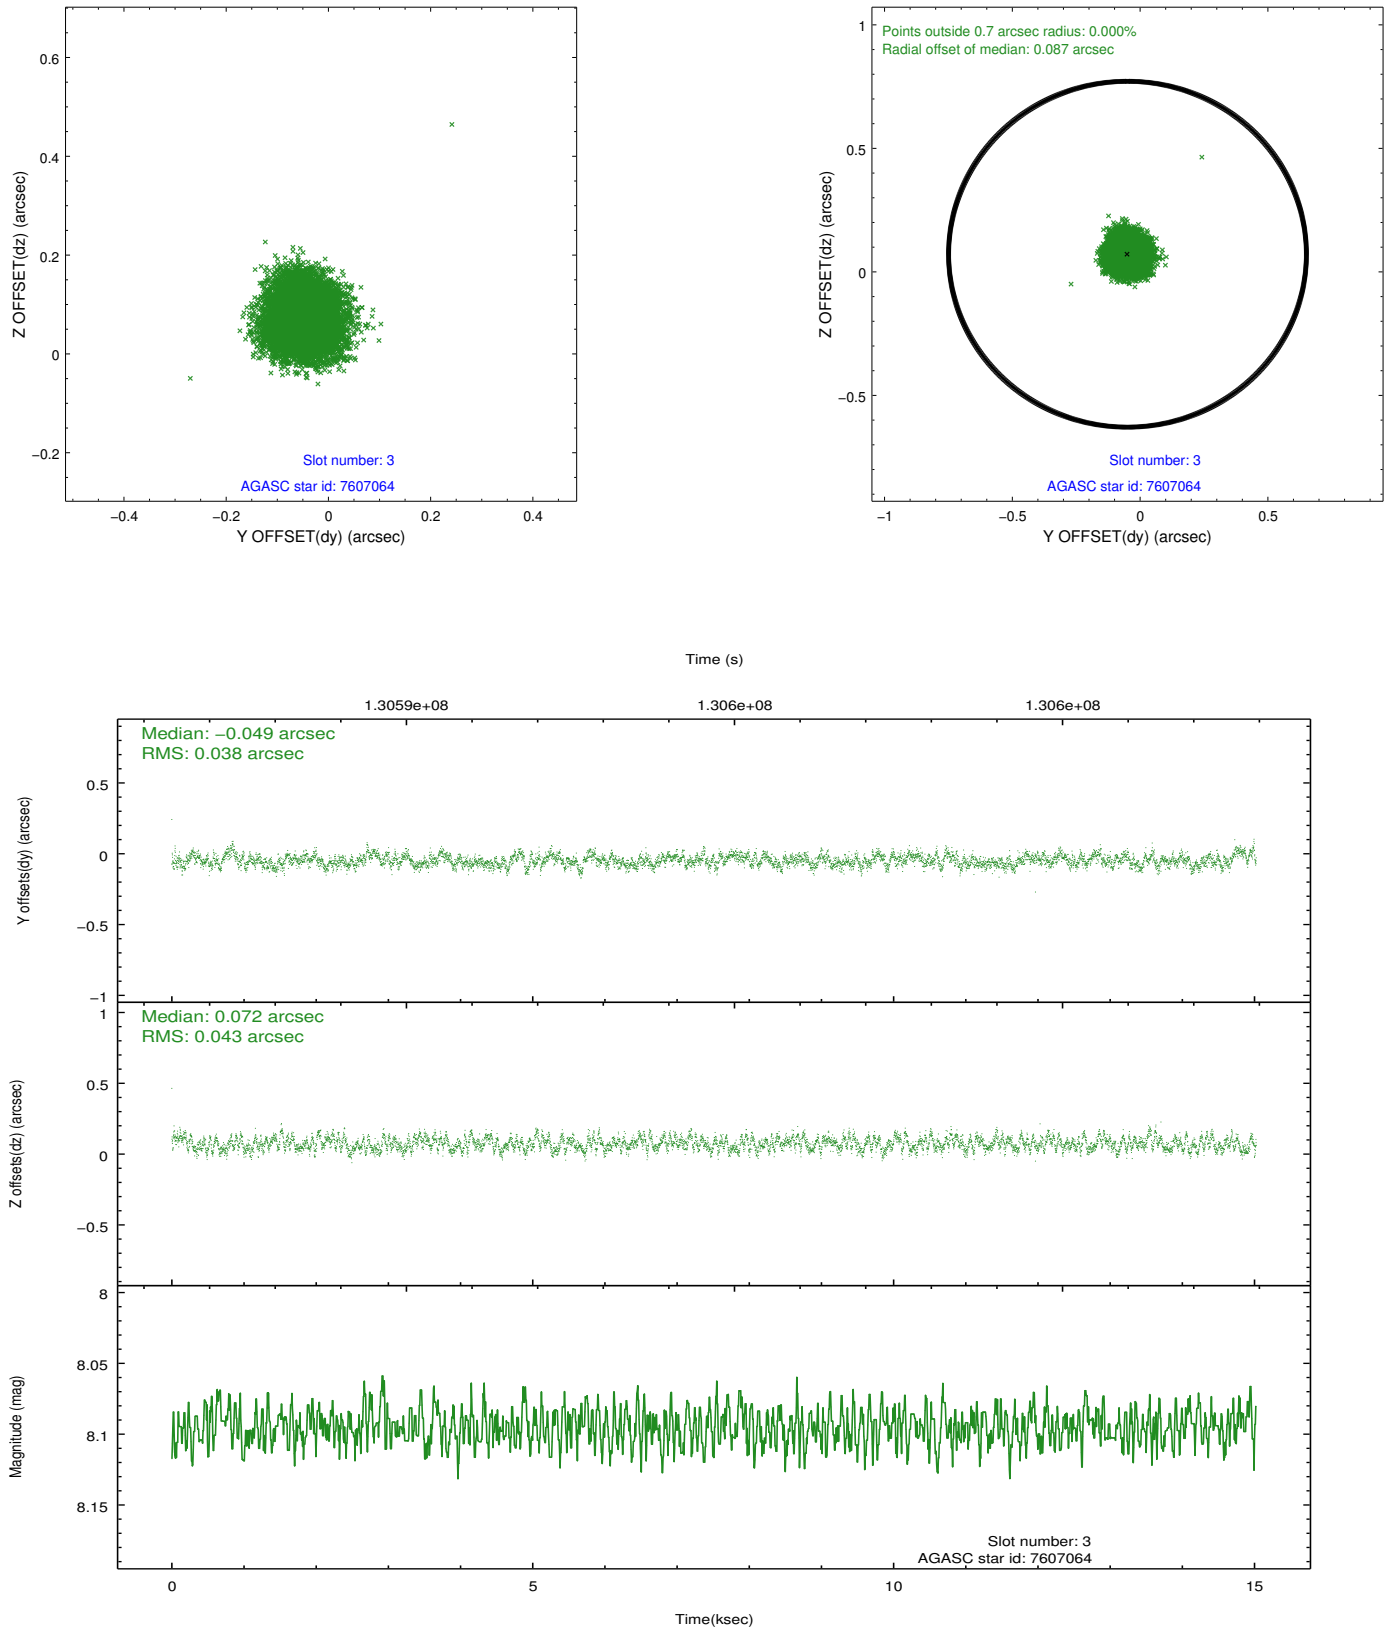 0.6
0.4
0.2
0
−0.2
Z OFFSET(dz) (arcsec)
Slot number: 3
AGASC star id: 7607064
−0.4
−0.2
0
0.2
0.4
Y OFFSET(dy) (arcsec)
Points outside 0.7 arcsec radius: 0.000%
Radial offset of median: 0.087 arcsec
1
0.5
0
−0.5
Z OFFSET(dz) (arcsec)
Slot number: 3
AGASC star id: 7607064
−1
−0.5
0
0.5
Y OFFSET(dy) (arcsec)
Time (s)
1.3059e+08
1.306e+08
1.306e+08
Median: −0.049 arcsec
RMS: 0.038 arcsec
0.5
0
−0.5
−1
Y offsets(dy) (arcsec)
Median: 0.072 arcsec
RMS: 0.043 arcsec
1
0.5
0
−0.5
Z offsets(dz) (arcsec)
8
8.05
8.1
8.15
Magnitude (mag)
Slot number: 3
AGASC star id: 7607064
0
5
10
15
Time(ksec)